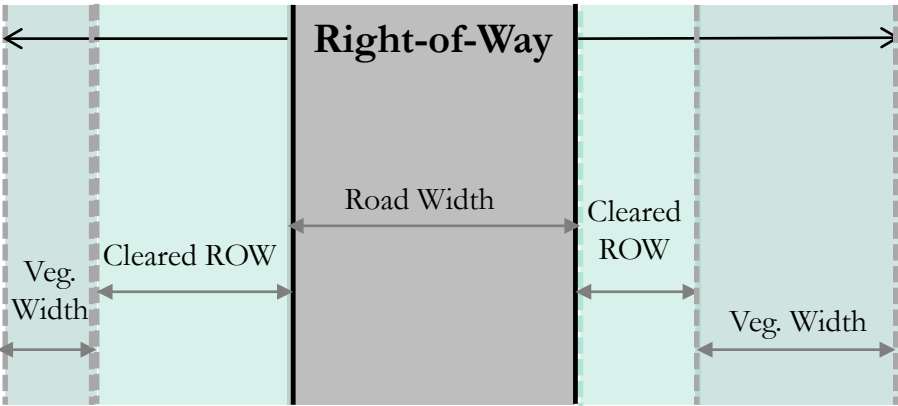 Right-of-Way
Road Width
Cleared
ROW
Cleared ROW
Veg.
Width
Veg. Width